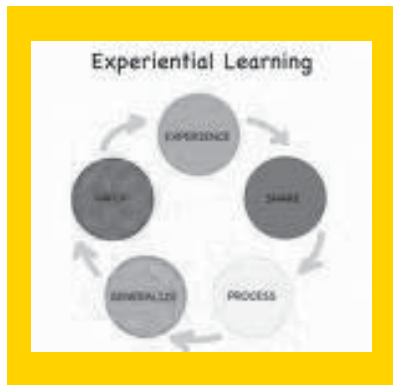 Experiential Learning
EXPERIENCE
SHARE
PROCESS
GENERALIZE